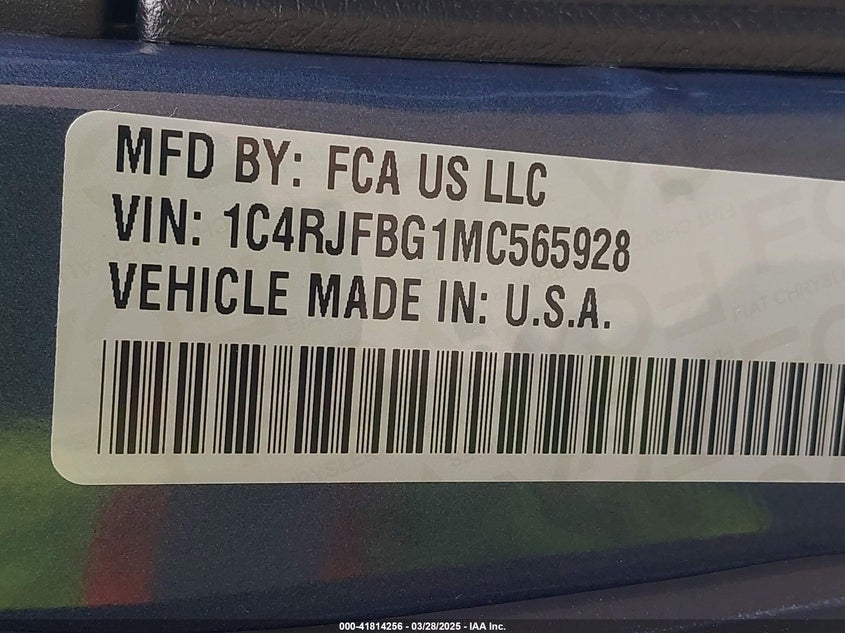 MFD BY: FCA US LLC
VIN: 1C4RJFBG1MC565928
VEHICLE MADE IN: U.S.A.
000-41814256 - 03/28/2025 - IAA Inc.